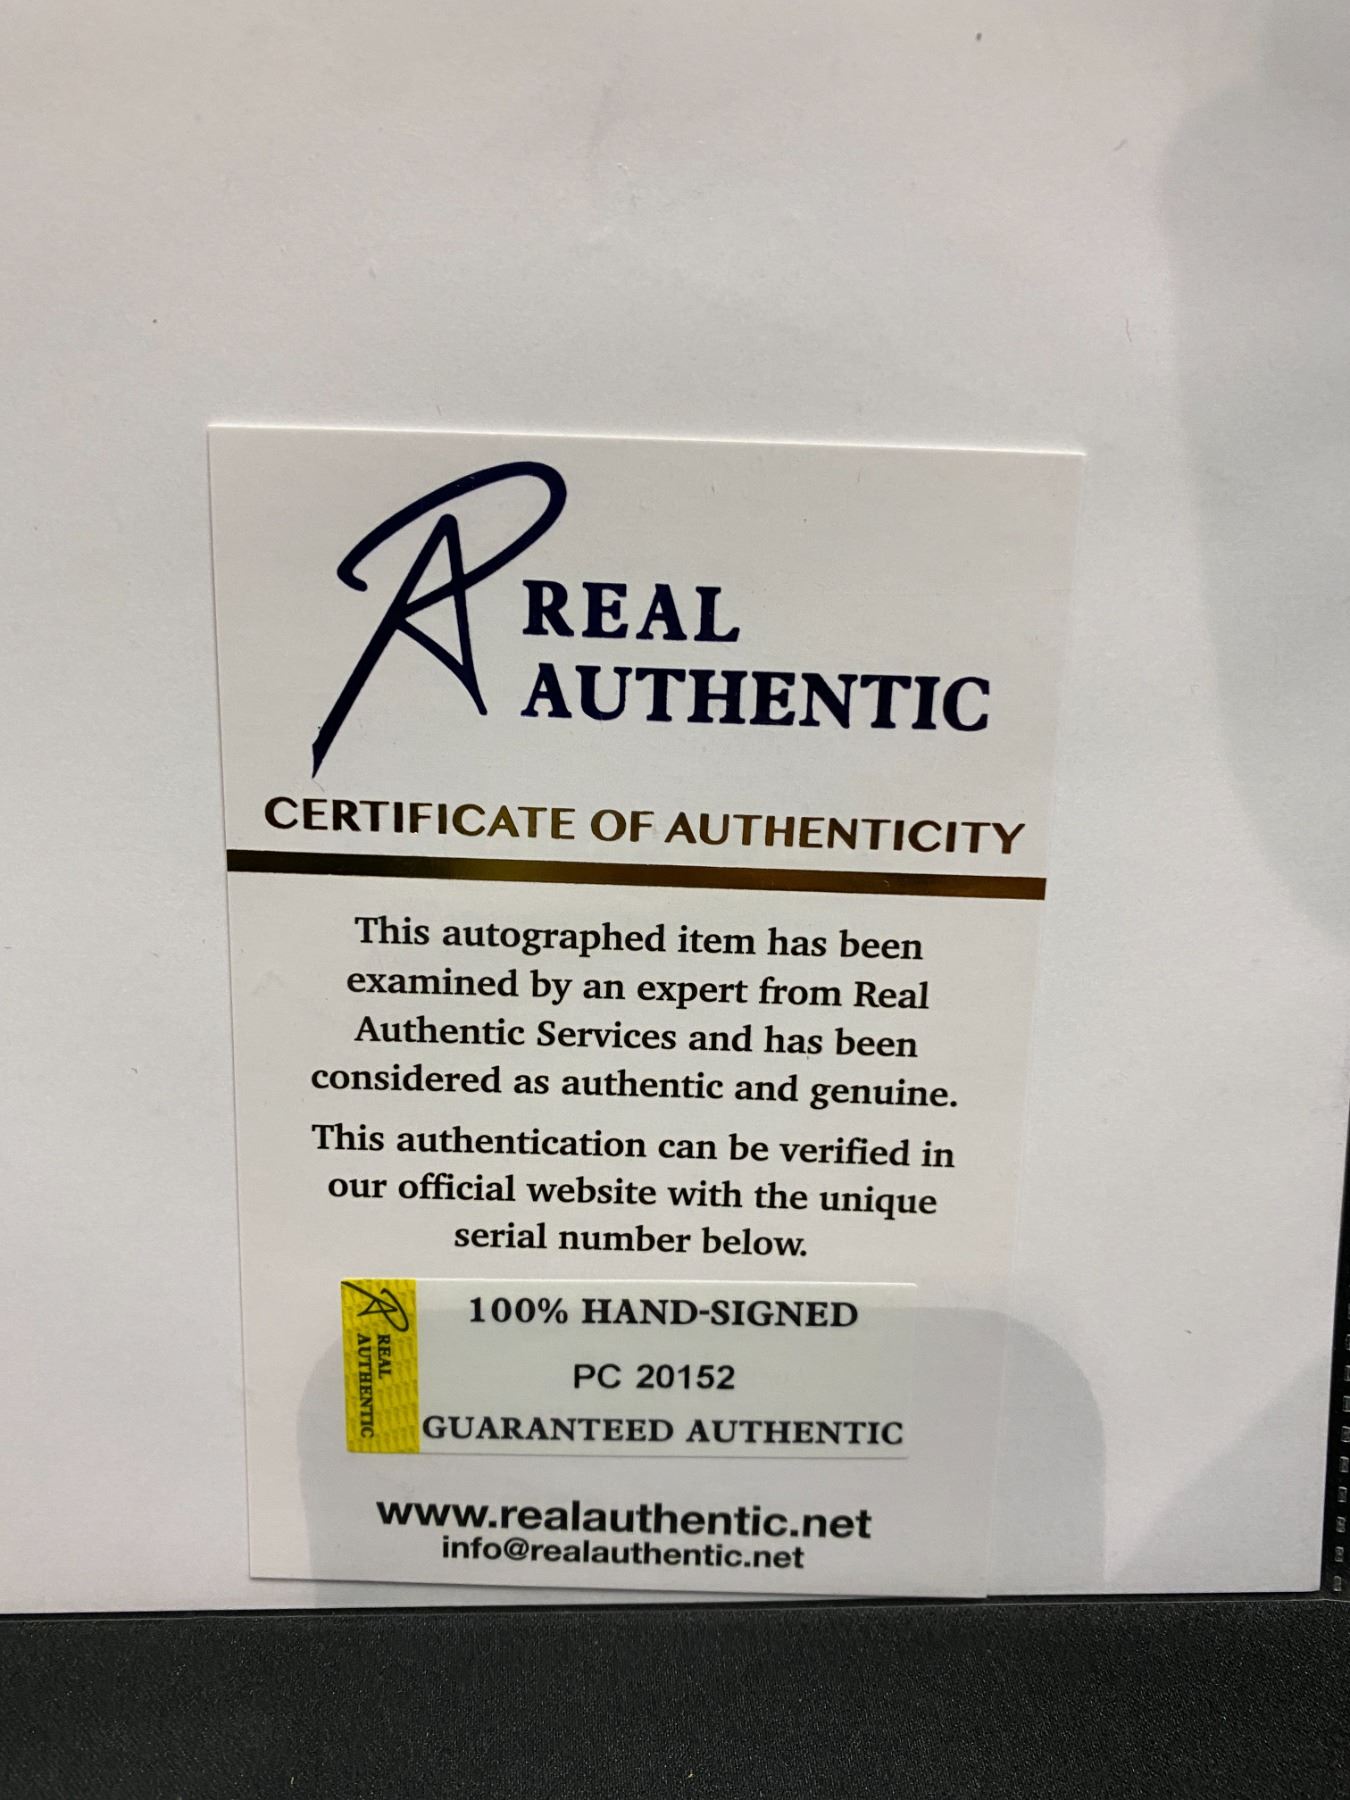 REAL
AUTHENTIC
CERTIFICATE OF AUTHENTICITY
This autographed item has been
examined by an expert from Real
Authentic Services and has been
considered as authentic and genuine.
This authentication can be verified in
our official website with the unique
serial number below.
REAL
AUTHENTIC
100% HAND-SIGNED
PC 20152
GUARANTEED AUTHENTIC
www.realauthentic.net
info@realauthentic.net